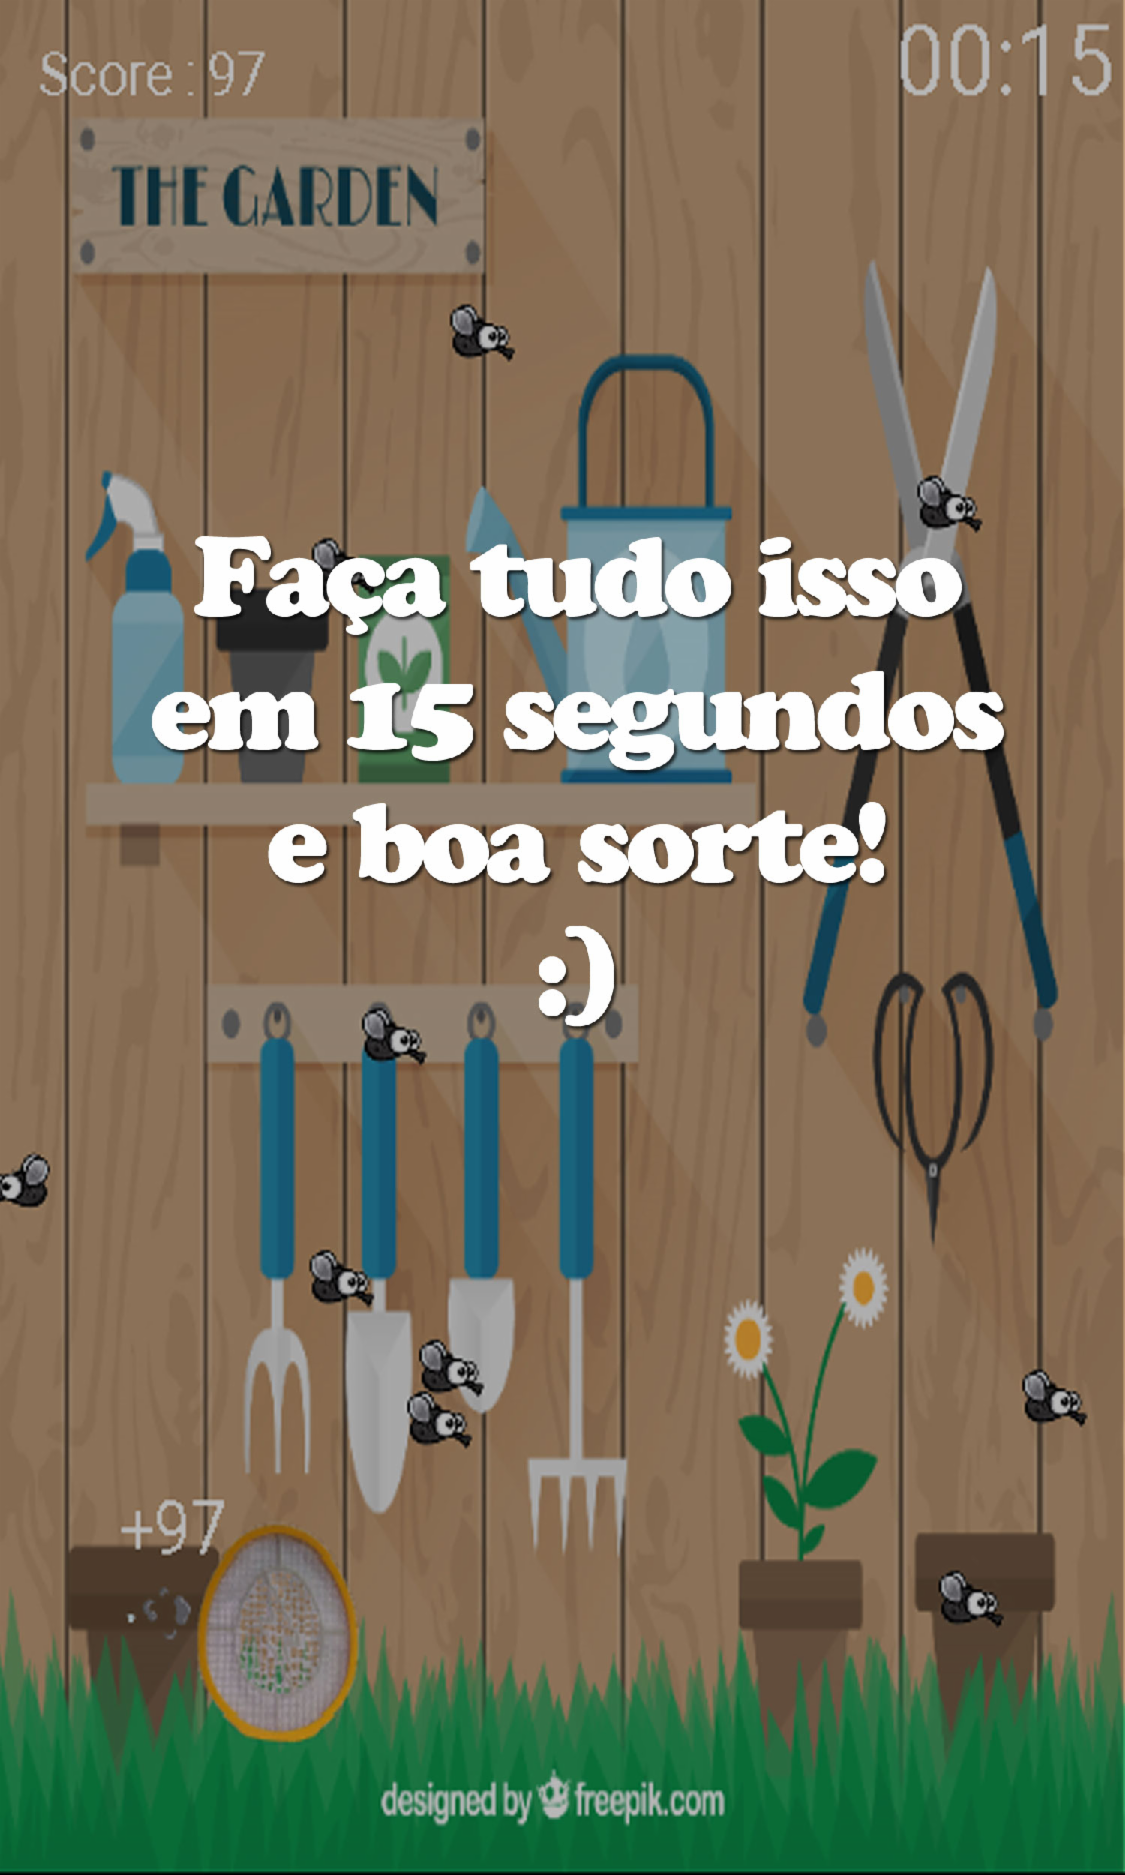 Score : 97
00:15
THE GARDEN
Faça tudo isso
em 15 segundos
e boa sorte!
:)
+97
designed by freepik.com